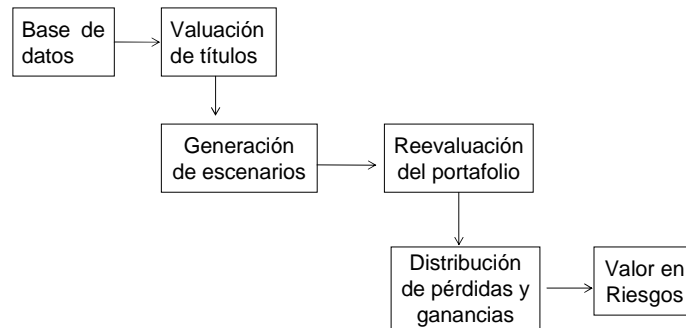 Base de
datos
Valuación
de títulos
Generación
de escenarios
Reevaluación
del portafolio
Distribución
de pérdidas y
ganancias
Valor en
Riesgos